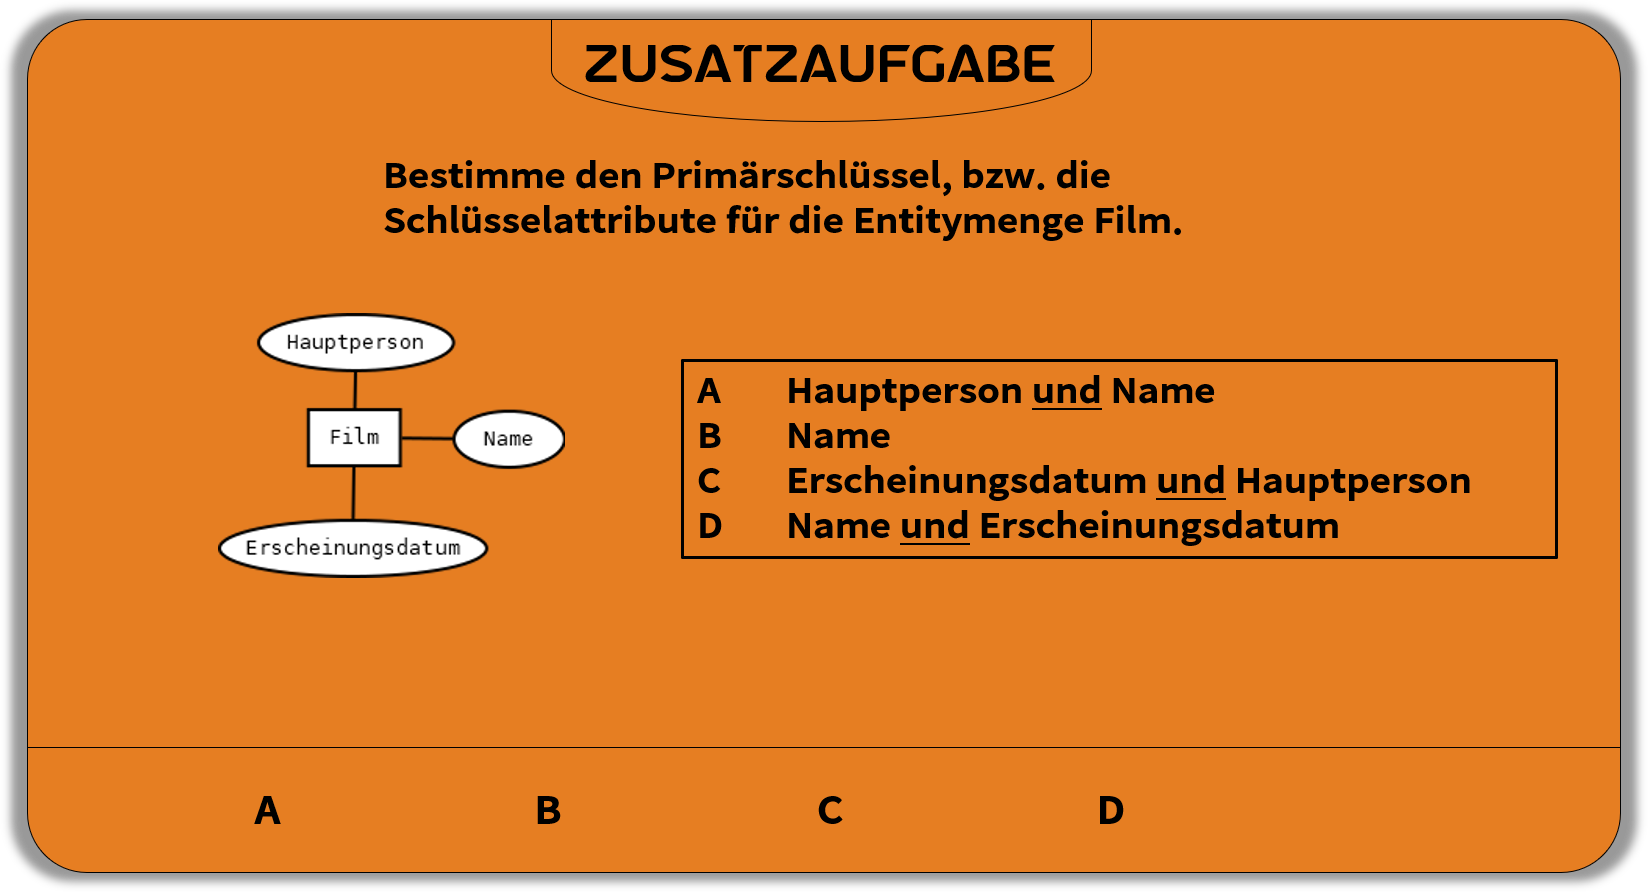 ZUSATZAUFGABE
Bestimme den Primärschlüssel, bzw. die
Schlüsselattribute für die Entitymenge Film.
Hauptperson
Film
Name
Erscheinungsdatum
A Hauptperson und Name
B Name
C Erscheinungsdatum und Hauptperson
D Name und Erscheinungsdatum
A B C D